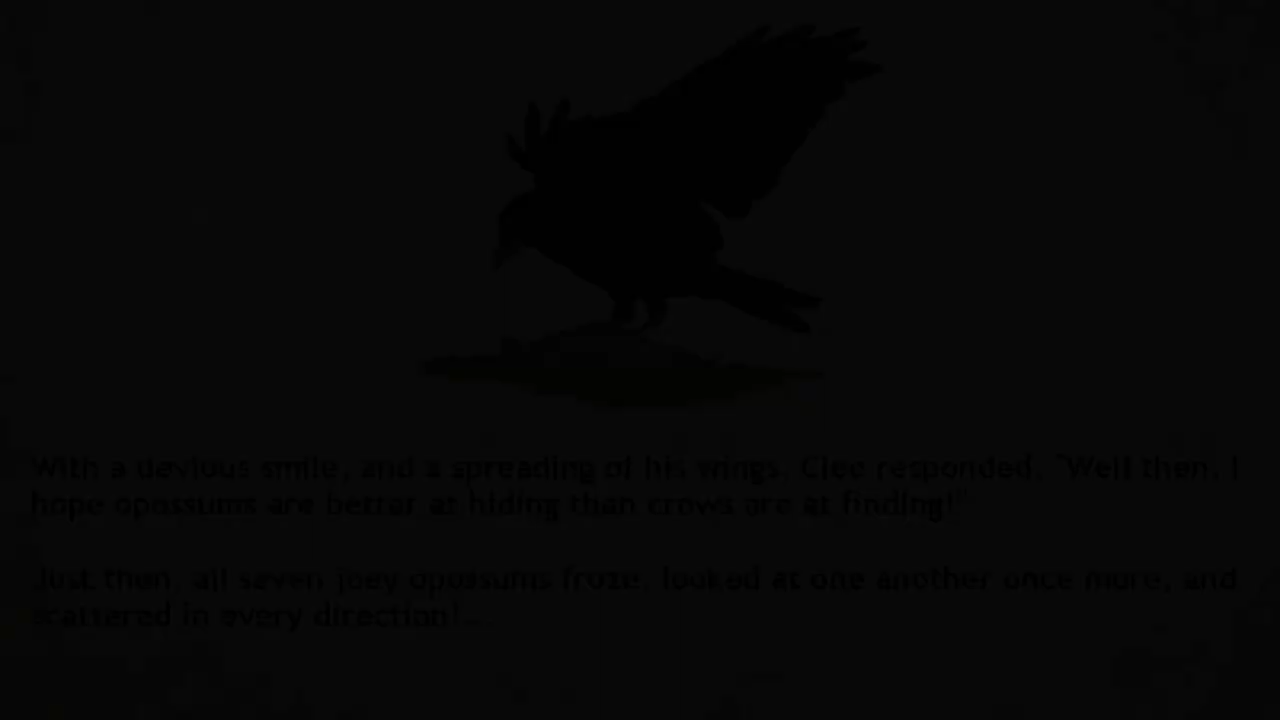 With a devious smile, and a spreading of his wings, Cleo responded, "Well then, I
hope opossums are better at hiding than crows are at finding!"
Just then, all seven joey opossums froze, looked at one another once more, and
scattered in every direction!...